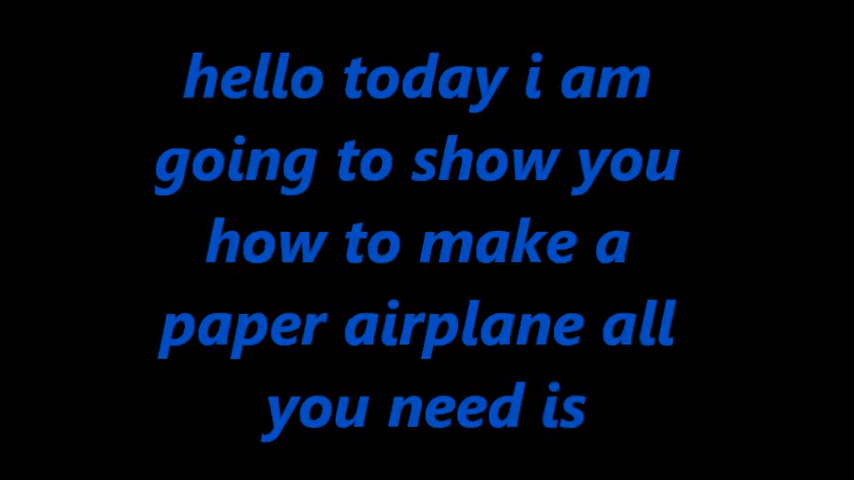 hello today i am
going to show you
how to make a
paper airplane all
you need is